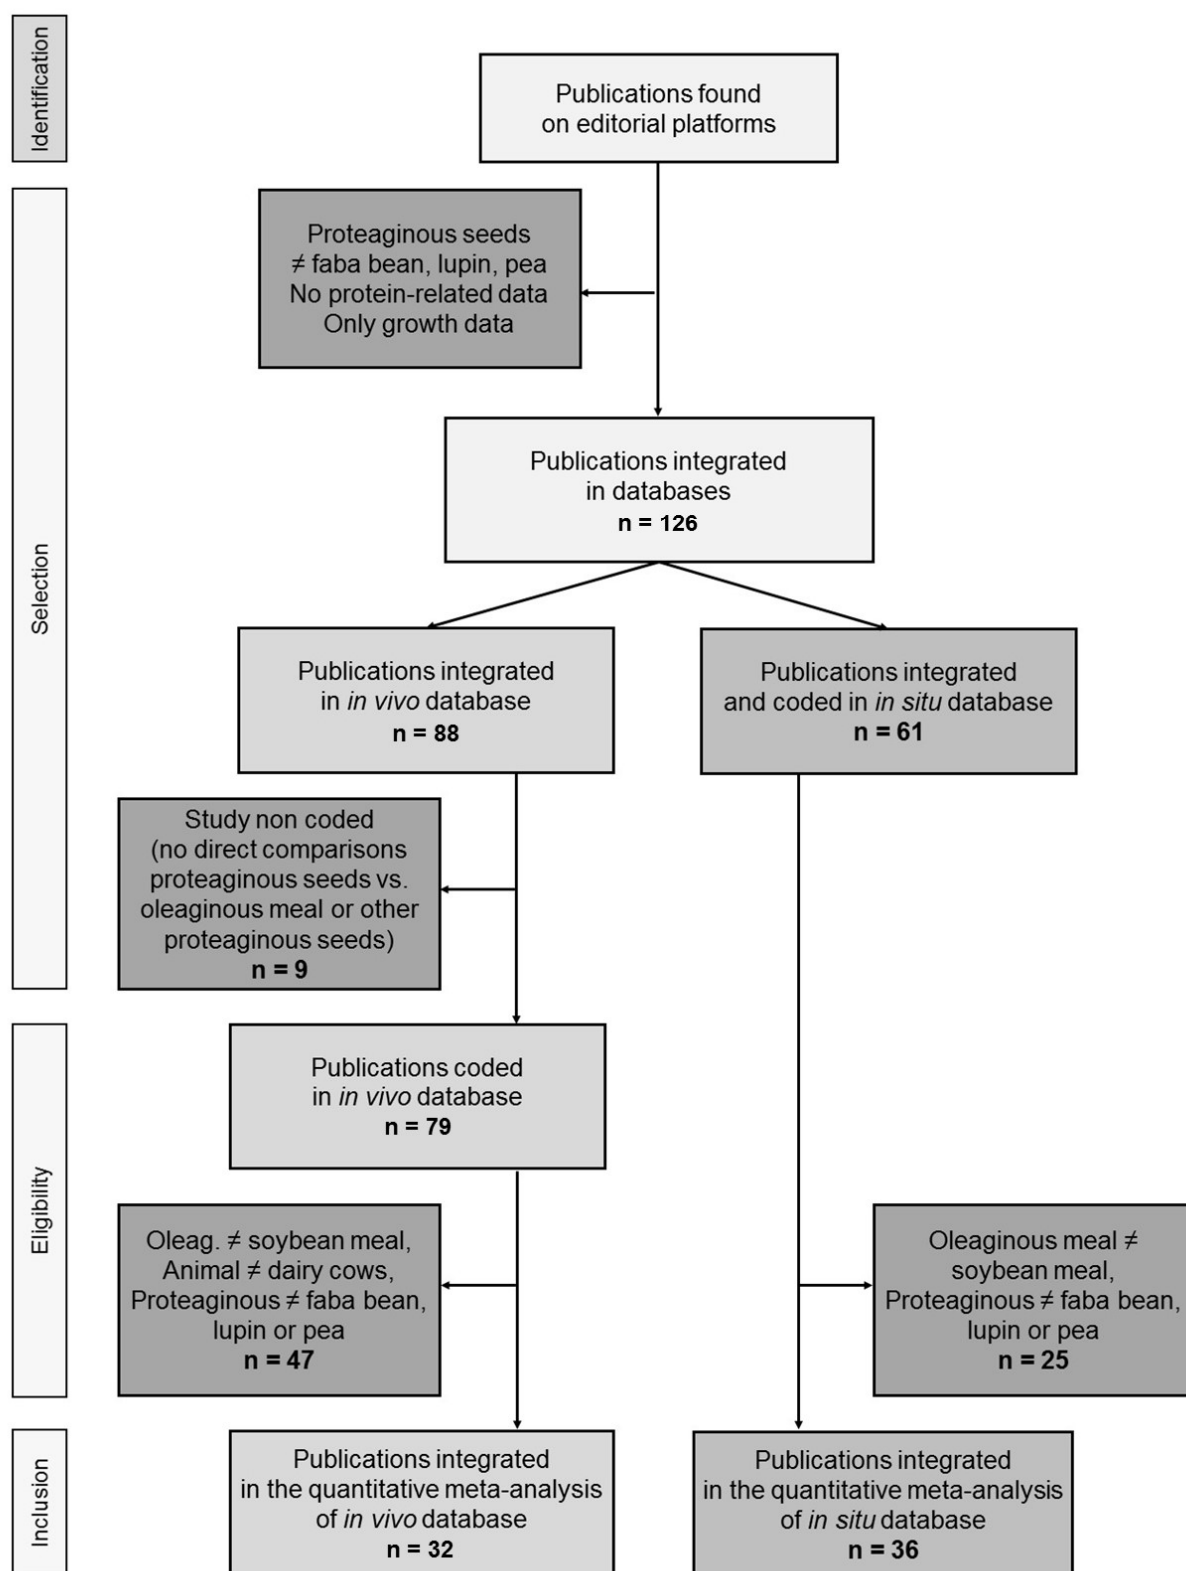 Identification
Publications found
on editorial platforms
Selection
Proteaginous seeds
≠ faba bean, lupin, pea
No protein-related data
Only growth data
Publications integrated
in databases
n = 126
Publications integrated
in in vivo database
n = 88
Publications integrated
and coded in in situ database
n = 61
Study non coded
(no direct comparisons
proteaginous seeds vs.
oleaginous meal or other
proteaginous seeds)
n = 9
Publications coded
in in vivo database
n = 79
Eligibility
Oleag. ≠ soybean meal,
Animal ≠ dairy cows,
Proteaginous ≠ faba bean,
lupin or pea
n = 47
Oleaginous meal ≠
soybean meal,
Proteaginous ≠ faba bean,
lupin or pea
n = 25
Inclusion
Publications integrated
in the quantitative meta-analysis
of in vivo database
n = 32
Publications integrated
in the quantitative meta-analysis
of in situ database
n = 36